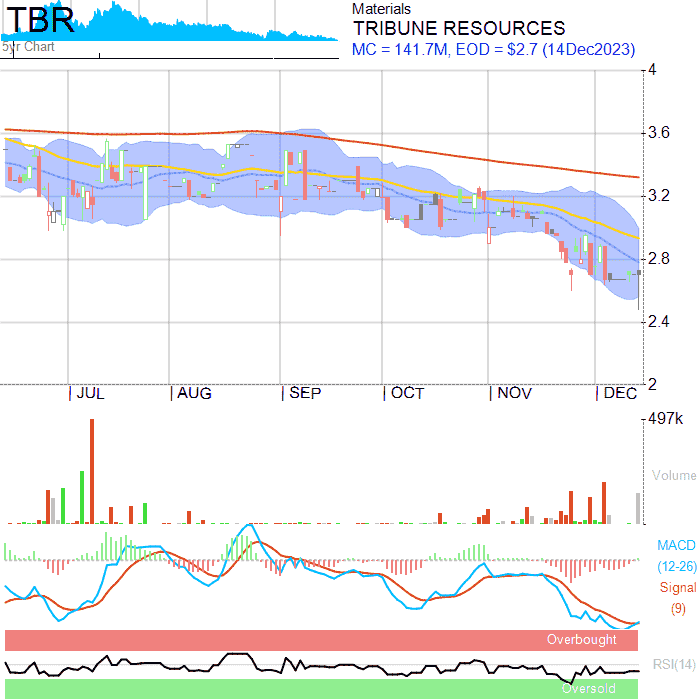 TBR
5yr Chart
Materials
TRIBUNE RESOURCES
MC = 141.7M, EOD = $2.7 (14Dec2023)
4
3.6
3.2
2.8
2.4
2
JUL AUG SEP OCT NOV DEC
497k
Volume
MACD
(12-26)
Signal
(9)
Overbought
RSI(14)
Oversold